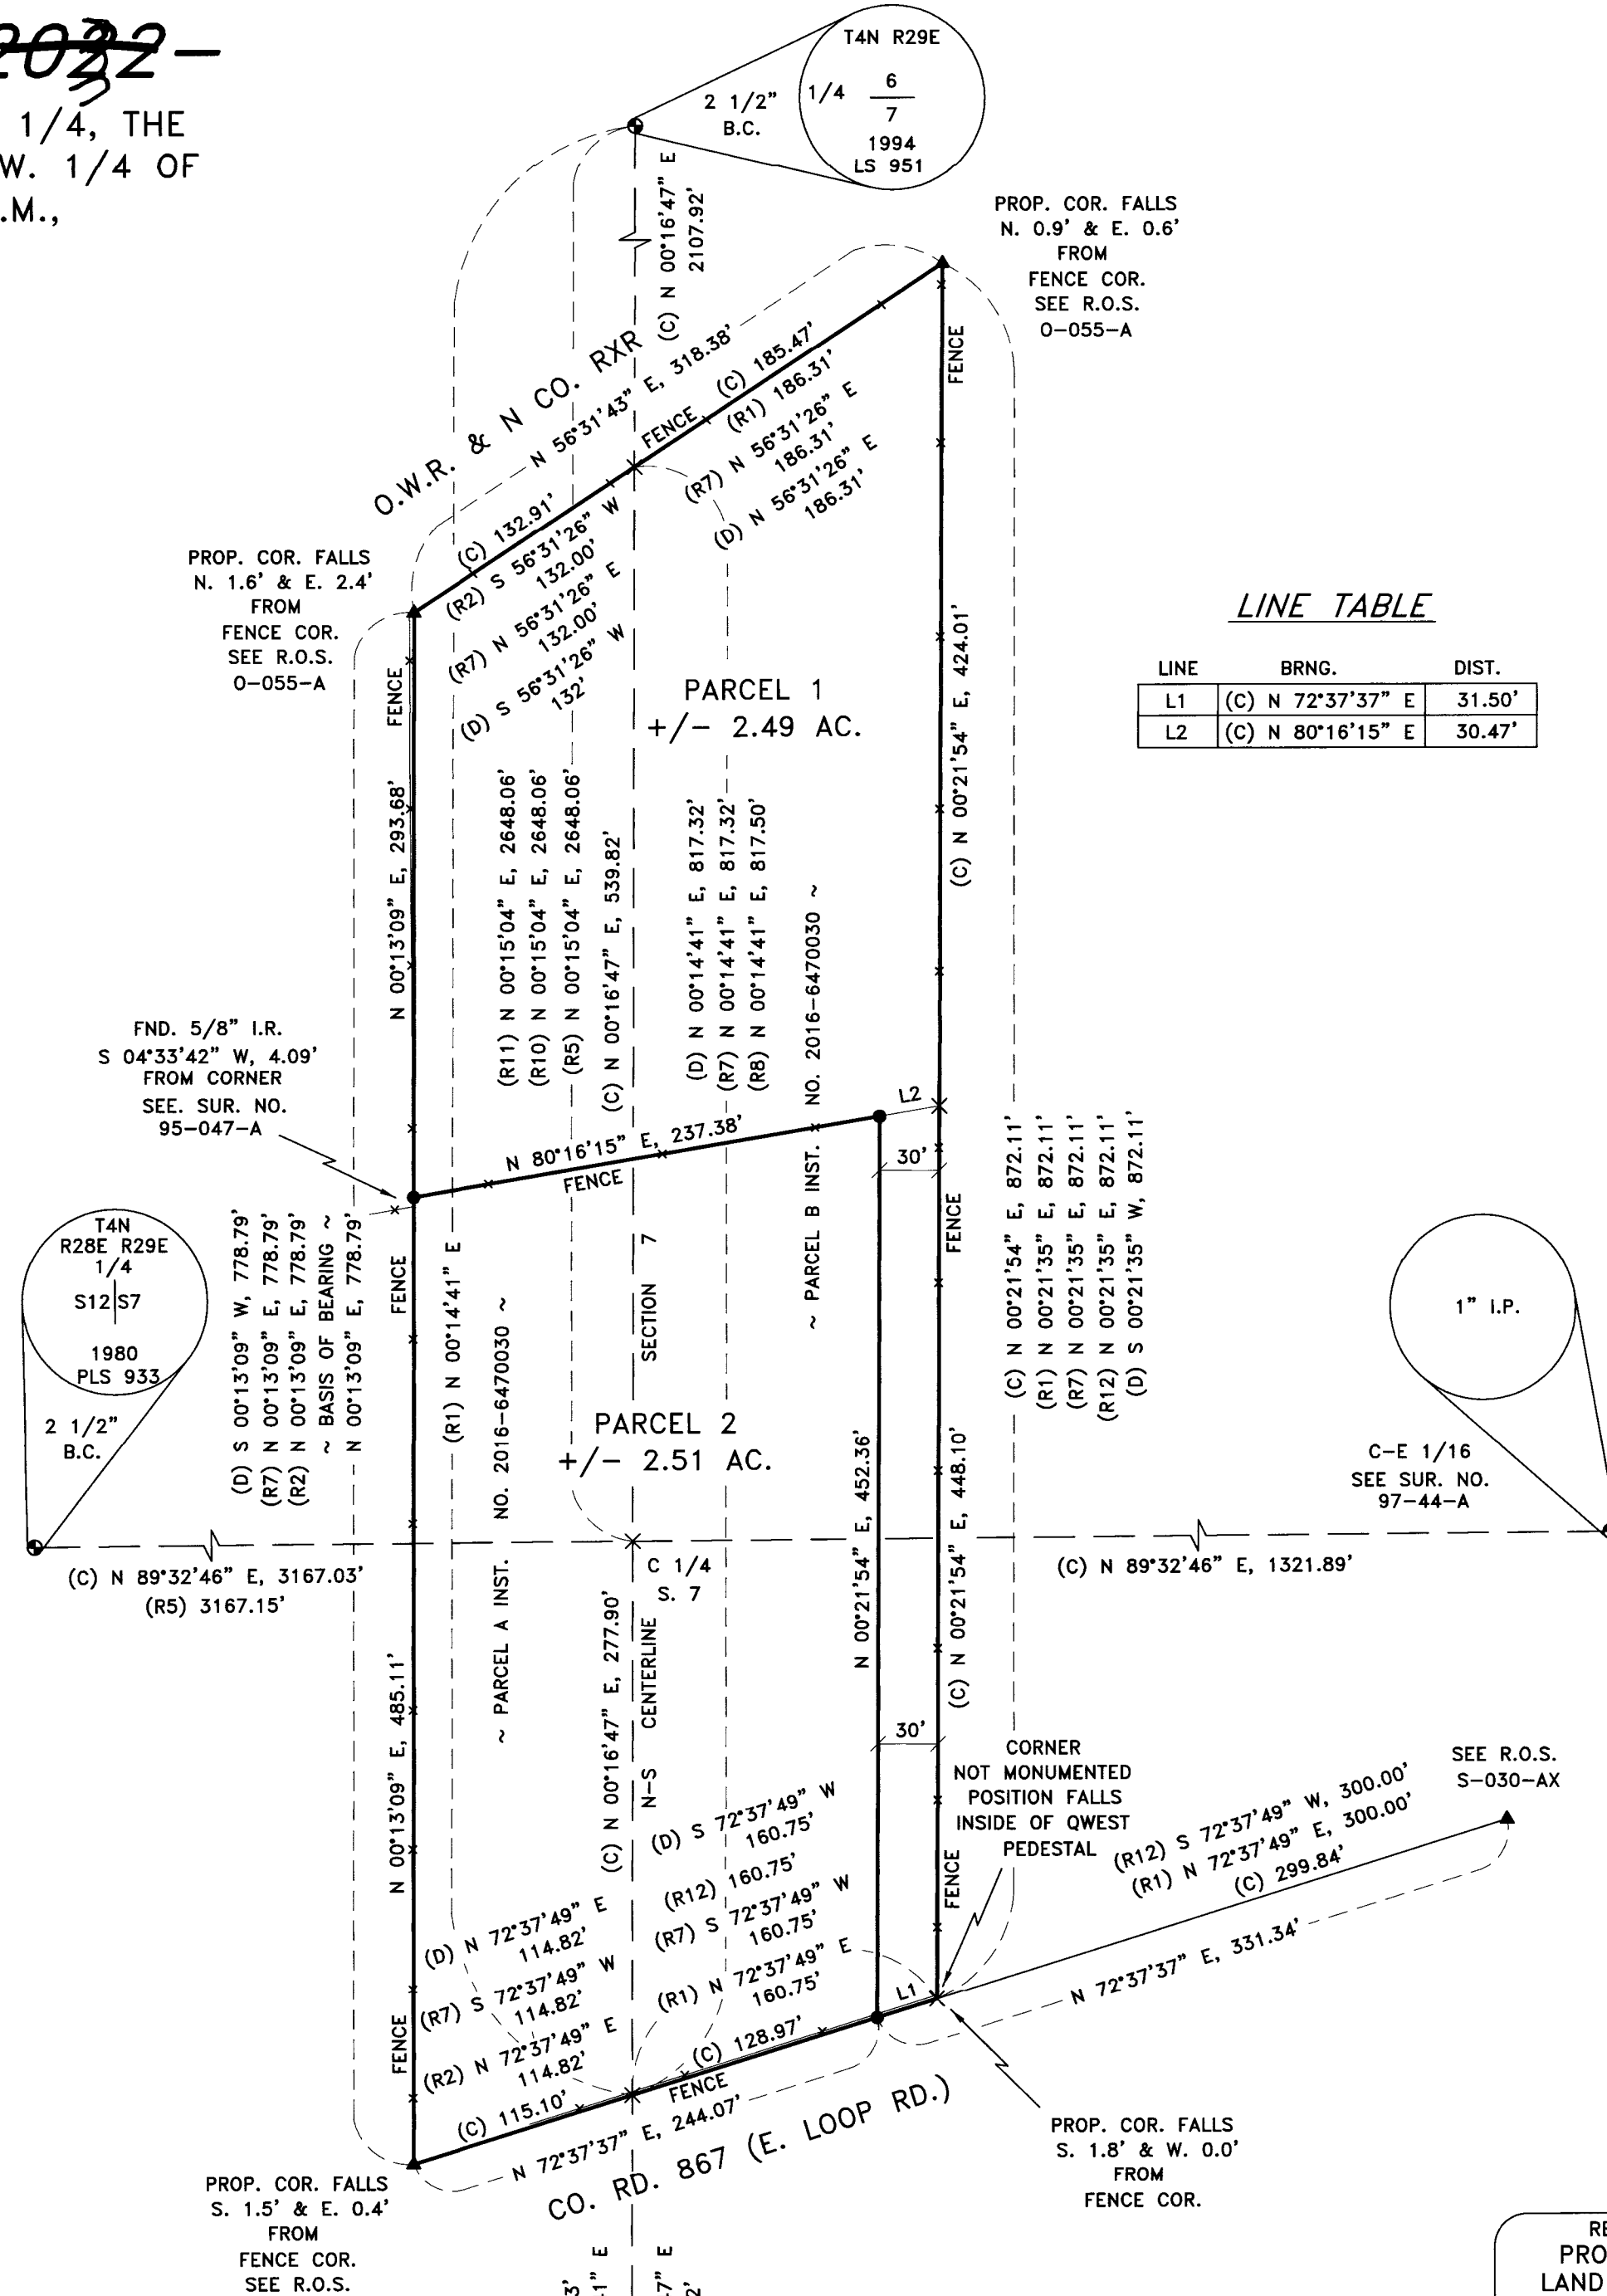 2022-
3
1/4, THE
W. 1/4 OF
.M.,
T4N R29E
1/4 6
7
1994
LS 951
2 1/2"
B.C.
(C) N 00°16'47" E
2107.92'
PROP. COR. FALLS
N. 0.9' & E. 0.6'
FROM
FENCE COR.
SEE R.O.S.
O-055-A
O.W.R. & N CO. RXR
N 56°31'43" E, 318.38'
FENCE
(C) 185.47'
(R1) 186.31'
(R7) N 56°31'26" E
186.31'
(D) N 56°31'26" E
186.31'
(C) 132.91'
(R2) S 56°31'26" W
132.00'
(R7) N 56°31'26" E
132.00'
(D) S 56°31'26" W
132'
PROP. COR. FALLS
N. 1.6' & E. 2.4'
FROM
FENCE COR.
SEE R.O.S.
O-055-A
FENCE
FENCE
PARCEL 1
+/- 2.49 AC.
LINE TABLE
LINE BRNG. DIST.
L1 (C) N 72°37'37" E 31.50'
L2 (C) N 80°16'15" E 30.47'
N 00°13'09" E, 293.68'
(R11) N 00°15'04" E, 2648.06'
(R10) N 00°15'04" E, 2648.06'
(R5) N 00°15'04" E, 2648.06'
(C) N 00°16'47" E, 539.82'
(D) N 00°14'41" E, 817.32'
(R7) N 00°14'41" E, 817.32'
(R8) N 00°14'41" E, 817.50'
~ PARCEL B INST. NO. 2016-6470030 ~
(C) N 00°21'54" E, 424.01'
FND. 5/8" I.R.
S 04°33'42" W, 4.09'
FROM CORNER
SEE. SUR. NO.
95-047-A
N 80°16'15" E, 237.38'
FENCE
L2
30'
T4N
R28E R29E
1/4
S12 S7
1980
PLS 933
2 1/2"
B.C.
(D) S 00°13'09" W, 778.79'
(R7) N 00°13'09" E, 778.79'
(R2) N 00°13'09" E, 778.79'
~ BASIS OF BEARING ~
N 00°13'09" E, 778.79'
FENCE
(R1) N 00°14'41" E
~ PARCEL A INST. NO. 2016-6470030 ~
SECTION 7
FENCE
(C) N 00°21'54" E, 872.11'
(R1) N 00°21'35" E, 872.11'
(R7) N 00°21'35" E, 872.11'
(R12) N 00°21'35" E, 872.11'
(D) S 00°21'35" W, 872.11'
1" I.P.
C-E 1/16
SEE SUR. NO.
97-44-A
PARCEL 2
+/- 2.51 AC.
N 00°21'54" E, 452.36'
(C) N 00°21'54" E, 448.10'
(C) N 89°32'46" E, 3167.03'
(R5) 3167.15'
C 1/4
S. 7
(C) N 89°32'46" E, 1321.89'
N 00°13'09" E, 485.11'
(C) N 00°16'47" E, 277.90'
N-S CENTERLINE
30'
CORNER
NOT MONUMENTED
POSITION FALLS
INSIDE OF QWEST
PEDESTAL
SEE R.O.S.
S-030-AX
(R12) S 72°37'49" W, 300.00'
(R1) N 72°37'49" E, 300.00'
(C) 299.84'
N 72°37'37" E, 331.34'
(D) S 72°37'49" W
160.75'
(R12) 160.75'
(R7) S 72°37'49" W
160.75'
(R1) N 72°37'49" E
160.75'
FENCE
L1
(D) N 72°37'49" E
114.82'
(R7) S 72°37'49" W
114.82'
(R2) N 72°37'49" E
114.82'
(C) 115.10'
FENCE
(C) 128.97'
FENCE
N 72°37'37" E, 244.07'
CO. RD. 867 (E. LOOP RD.)
PROP. COR. FALLS
S. 1.8' & W. 0.0'
FROM
FENCE COR.
PROP. COR. FALLS
S. 1.5' & E. 0.4'
FROM
FENCE COR.
SEE R.O.S.
RE
PRO
LAND